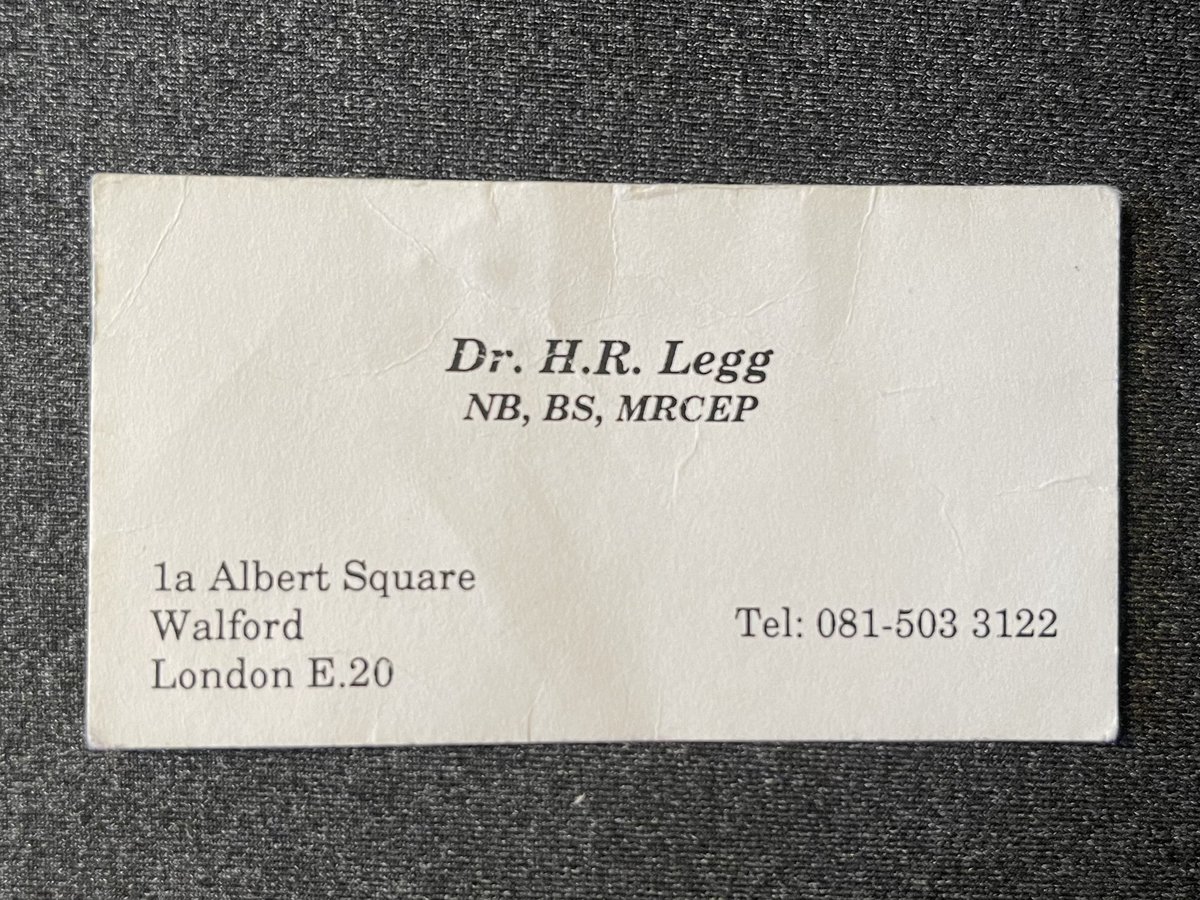 Dr. H.R. Legg
NB, BS, MRCEP
1a Albert Square
Walford
London E.20
Tel: 081-503 3122